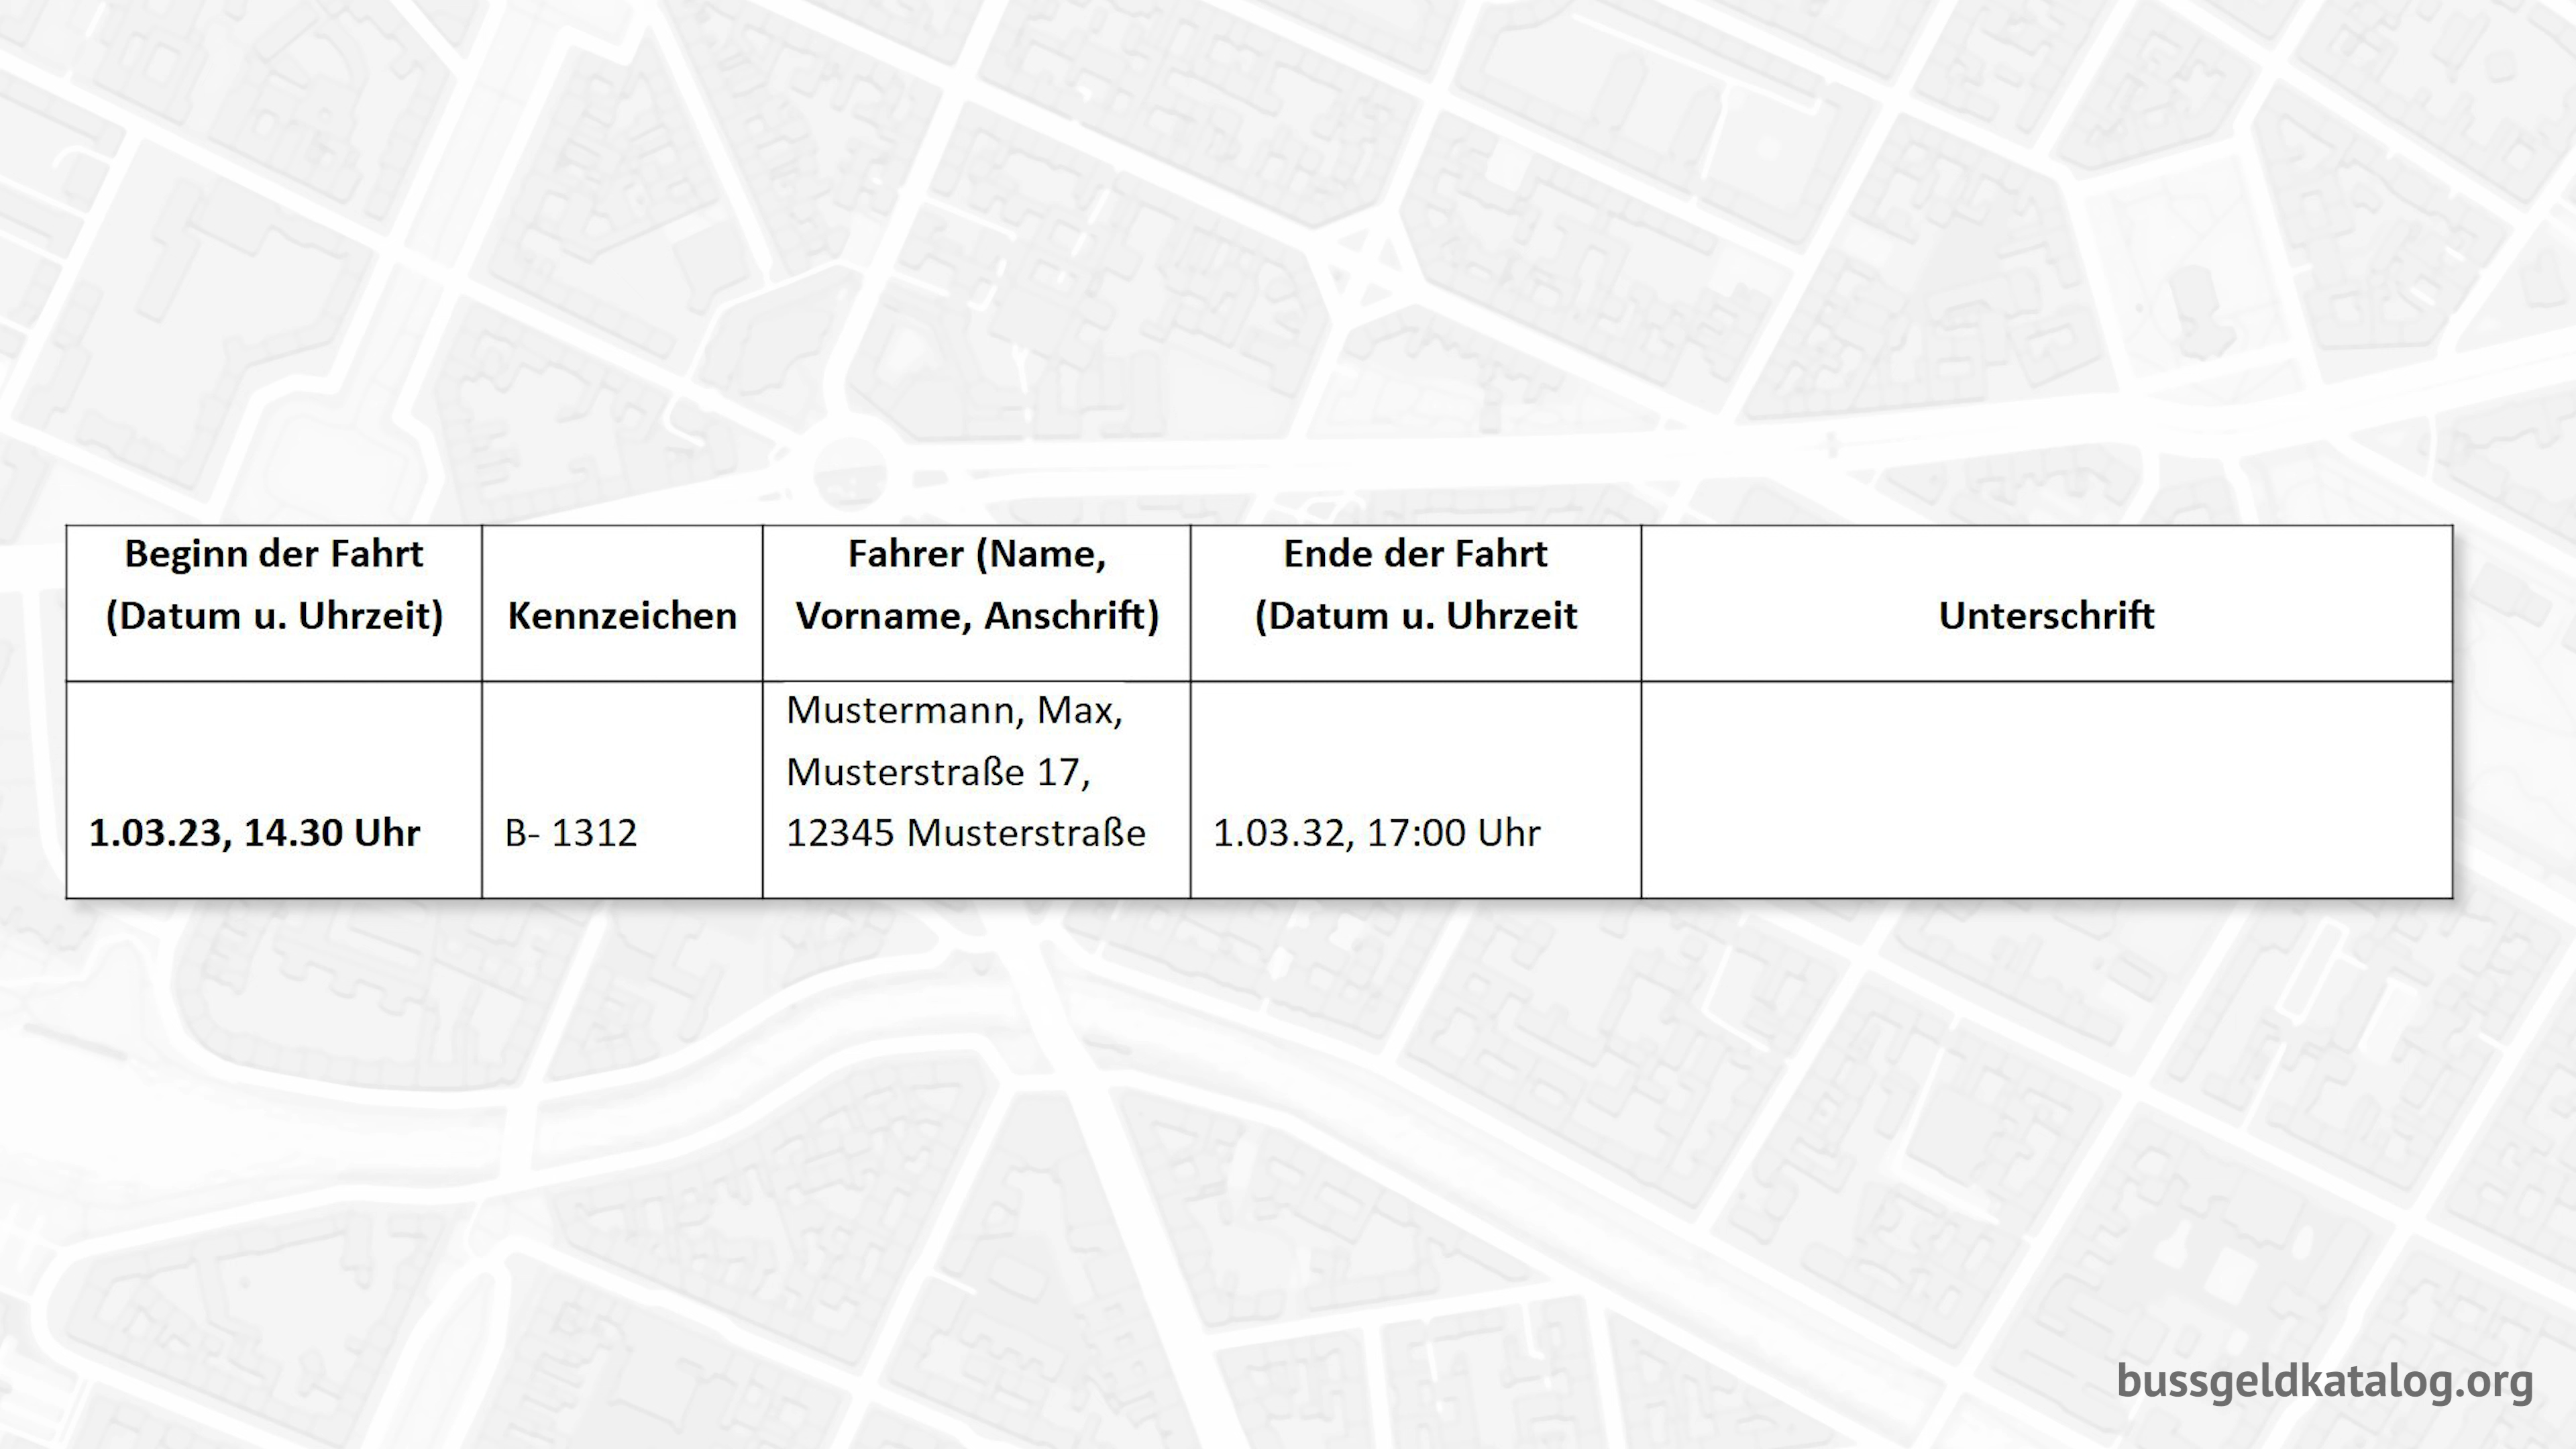 Beginn der Fahrt
(Datum u. Uhrzeit)
Kennzeichen
Fahrer (Name,
Vorname, Anschrift)
Ende der Fahrt
(Datum u. Uhrzeit
Unterschrift
1.03.23, 14.30 Uhr
B- 1312
Mustermann, Max,
Musterstraße 17,
12345 Musterstraße
1.03.32, 17:00 Uhr
bussgeldkatalog.org